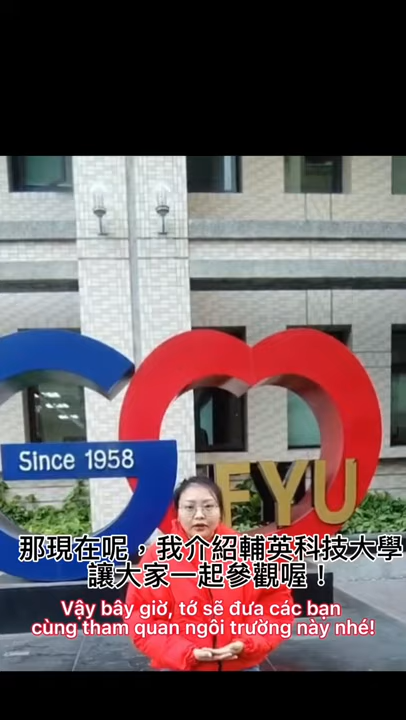 Since 1958
FYU
那現在呢，我介紹輔英科技大學
讓大家一起參觀喔！
Vậy bây giờ, tớ sẽ đưa các bạn
cùng tham quan ngôi trường này nhé!